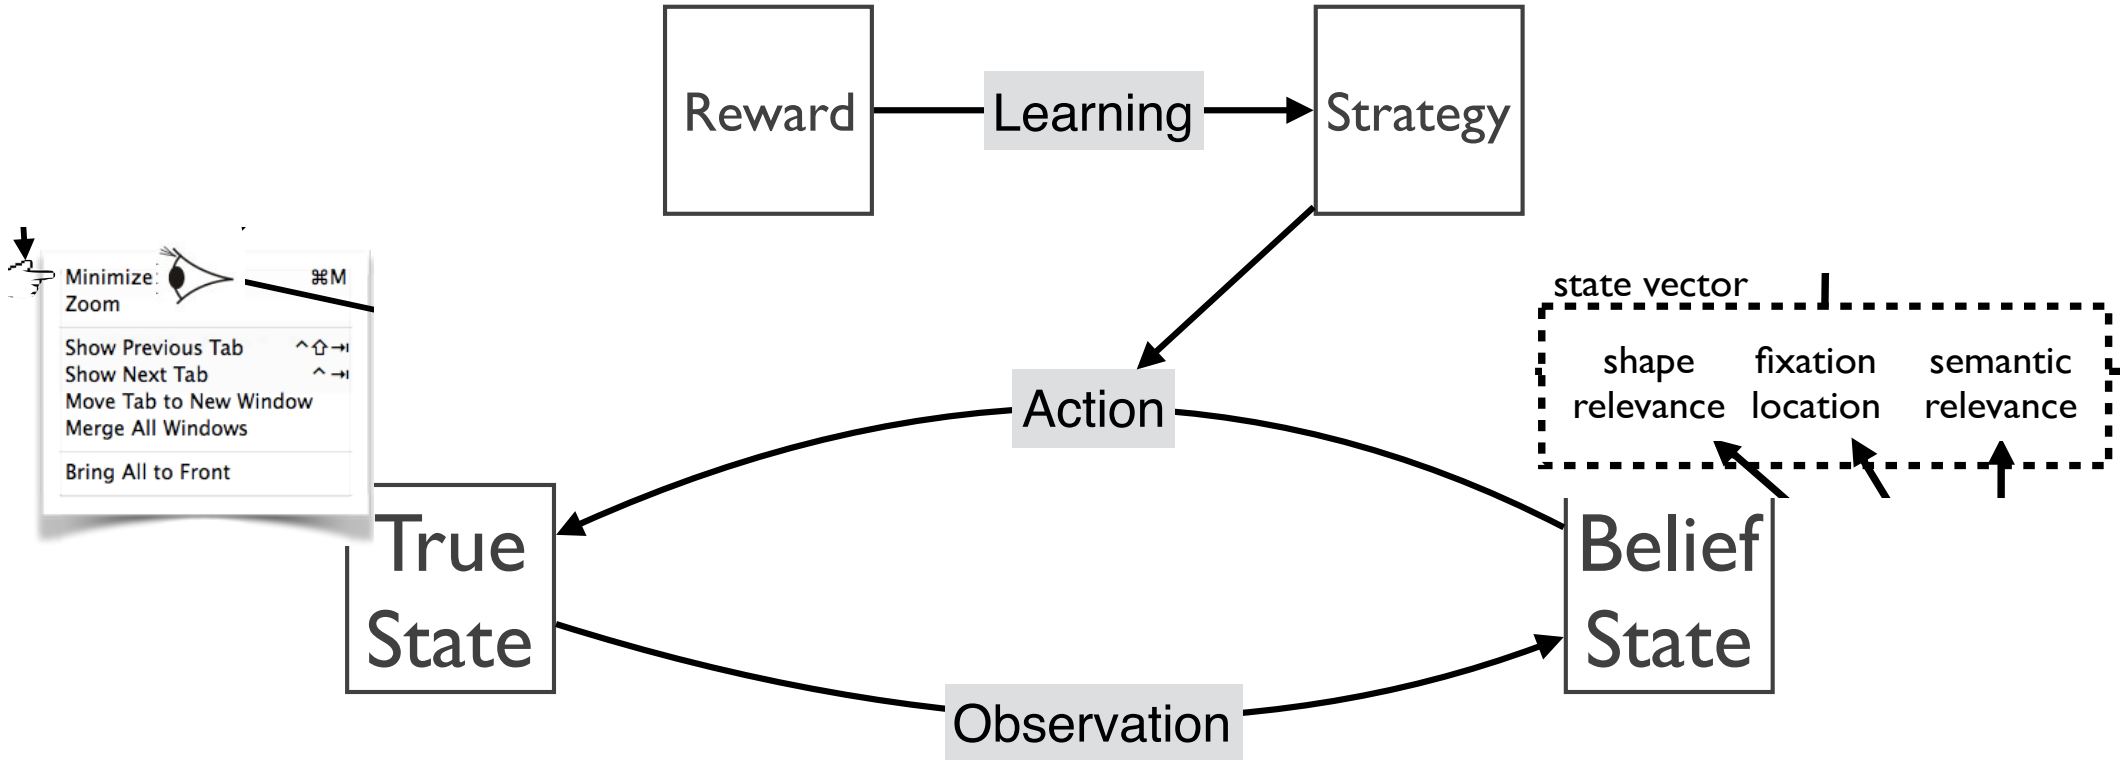 Reward
Learning
Strategy
Minimize ⌘M
Zoom
Show Previous Tab ^⇧⇥
Show Next Tab ^⇥
Move Tab to New Window
Merge All Windows
Bring All to Front
state vector
shape fixation semantic
relevance location relevance
Action
True
State
Belief
State
Observation